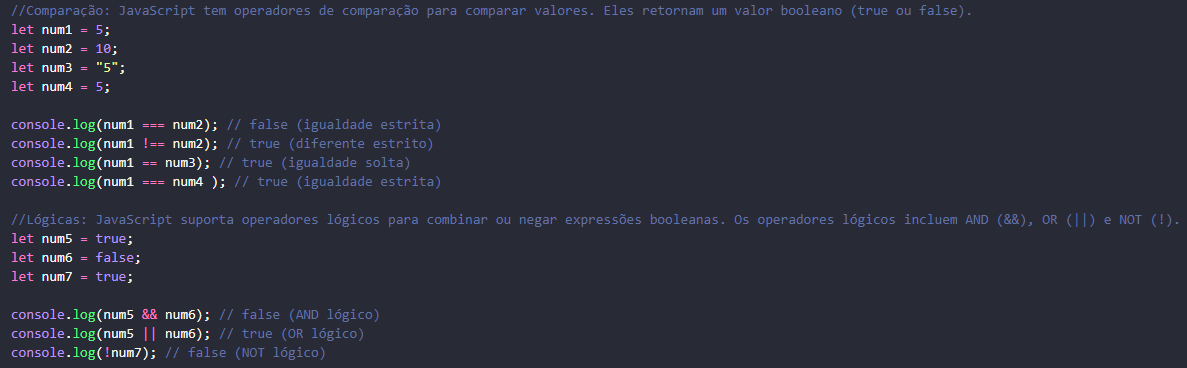 //Comparação: JavaScript tem operadores de comparação para comparar valores. Eles retornam um valor booleano (true ou false).
let num1 = 5;
let num2 = 10;
let num3 = "5";
let num4 = 5;

console.log(num1 === num2); // false (igualdade estrita)
console.log(num1 !== num2); // true (diferente estrito)
console.log(num1 == num3); // true (igualdade solta)
console.log(num1 === num4 ); // true (igualdade estrita)

//Lógicas: JavaScript suporta operadores lógicos para combinar ou negar expressões booleanas. Os operadores lógicos incluem AND (&&), OR (||) e NOT (!).
let num5 = true;
let num6 = false;
let num7 = true;

console.log(num5 && num6); // false (AND lógico)
console.log(num5 || num6); // true (OR lógico)
console.log(!num7); // false (NOT lógico)